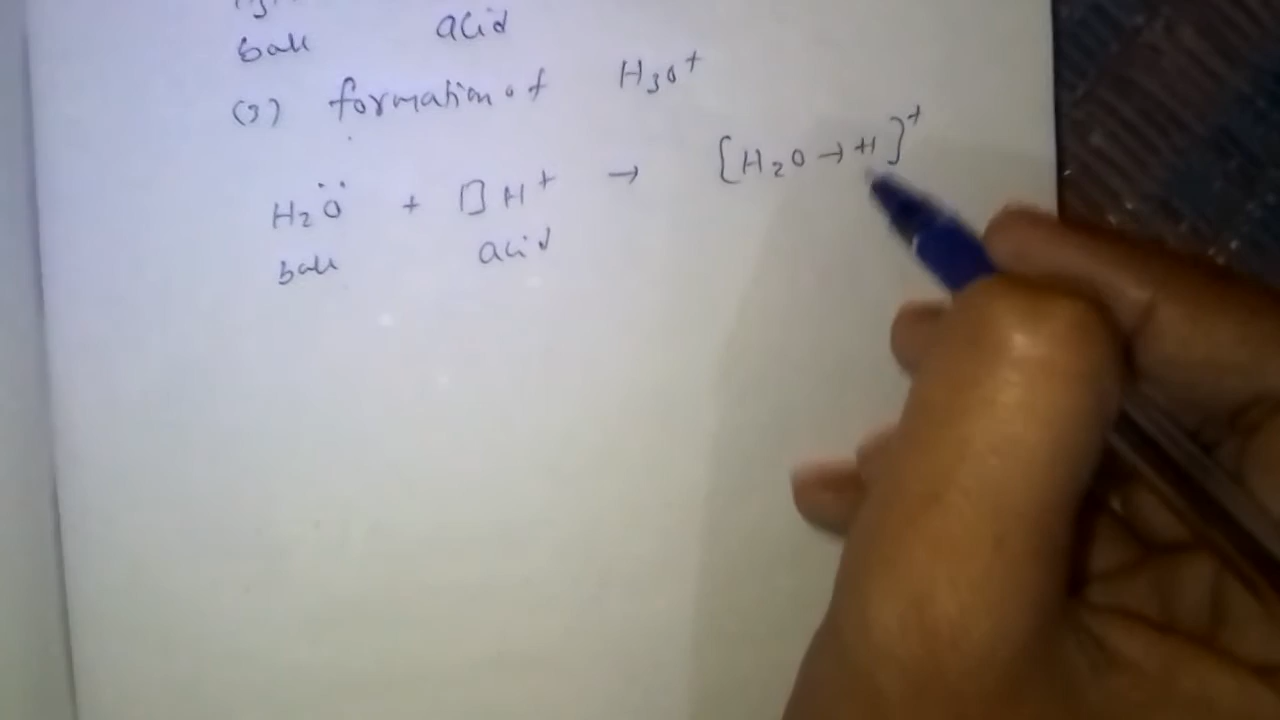 base acid
(3) formation of H₃O⁺
H₂Ö + □ H⁺ → [H₂O → H]⁺
base acid